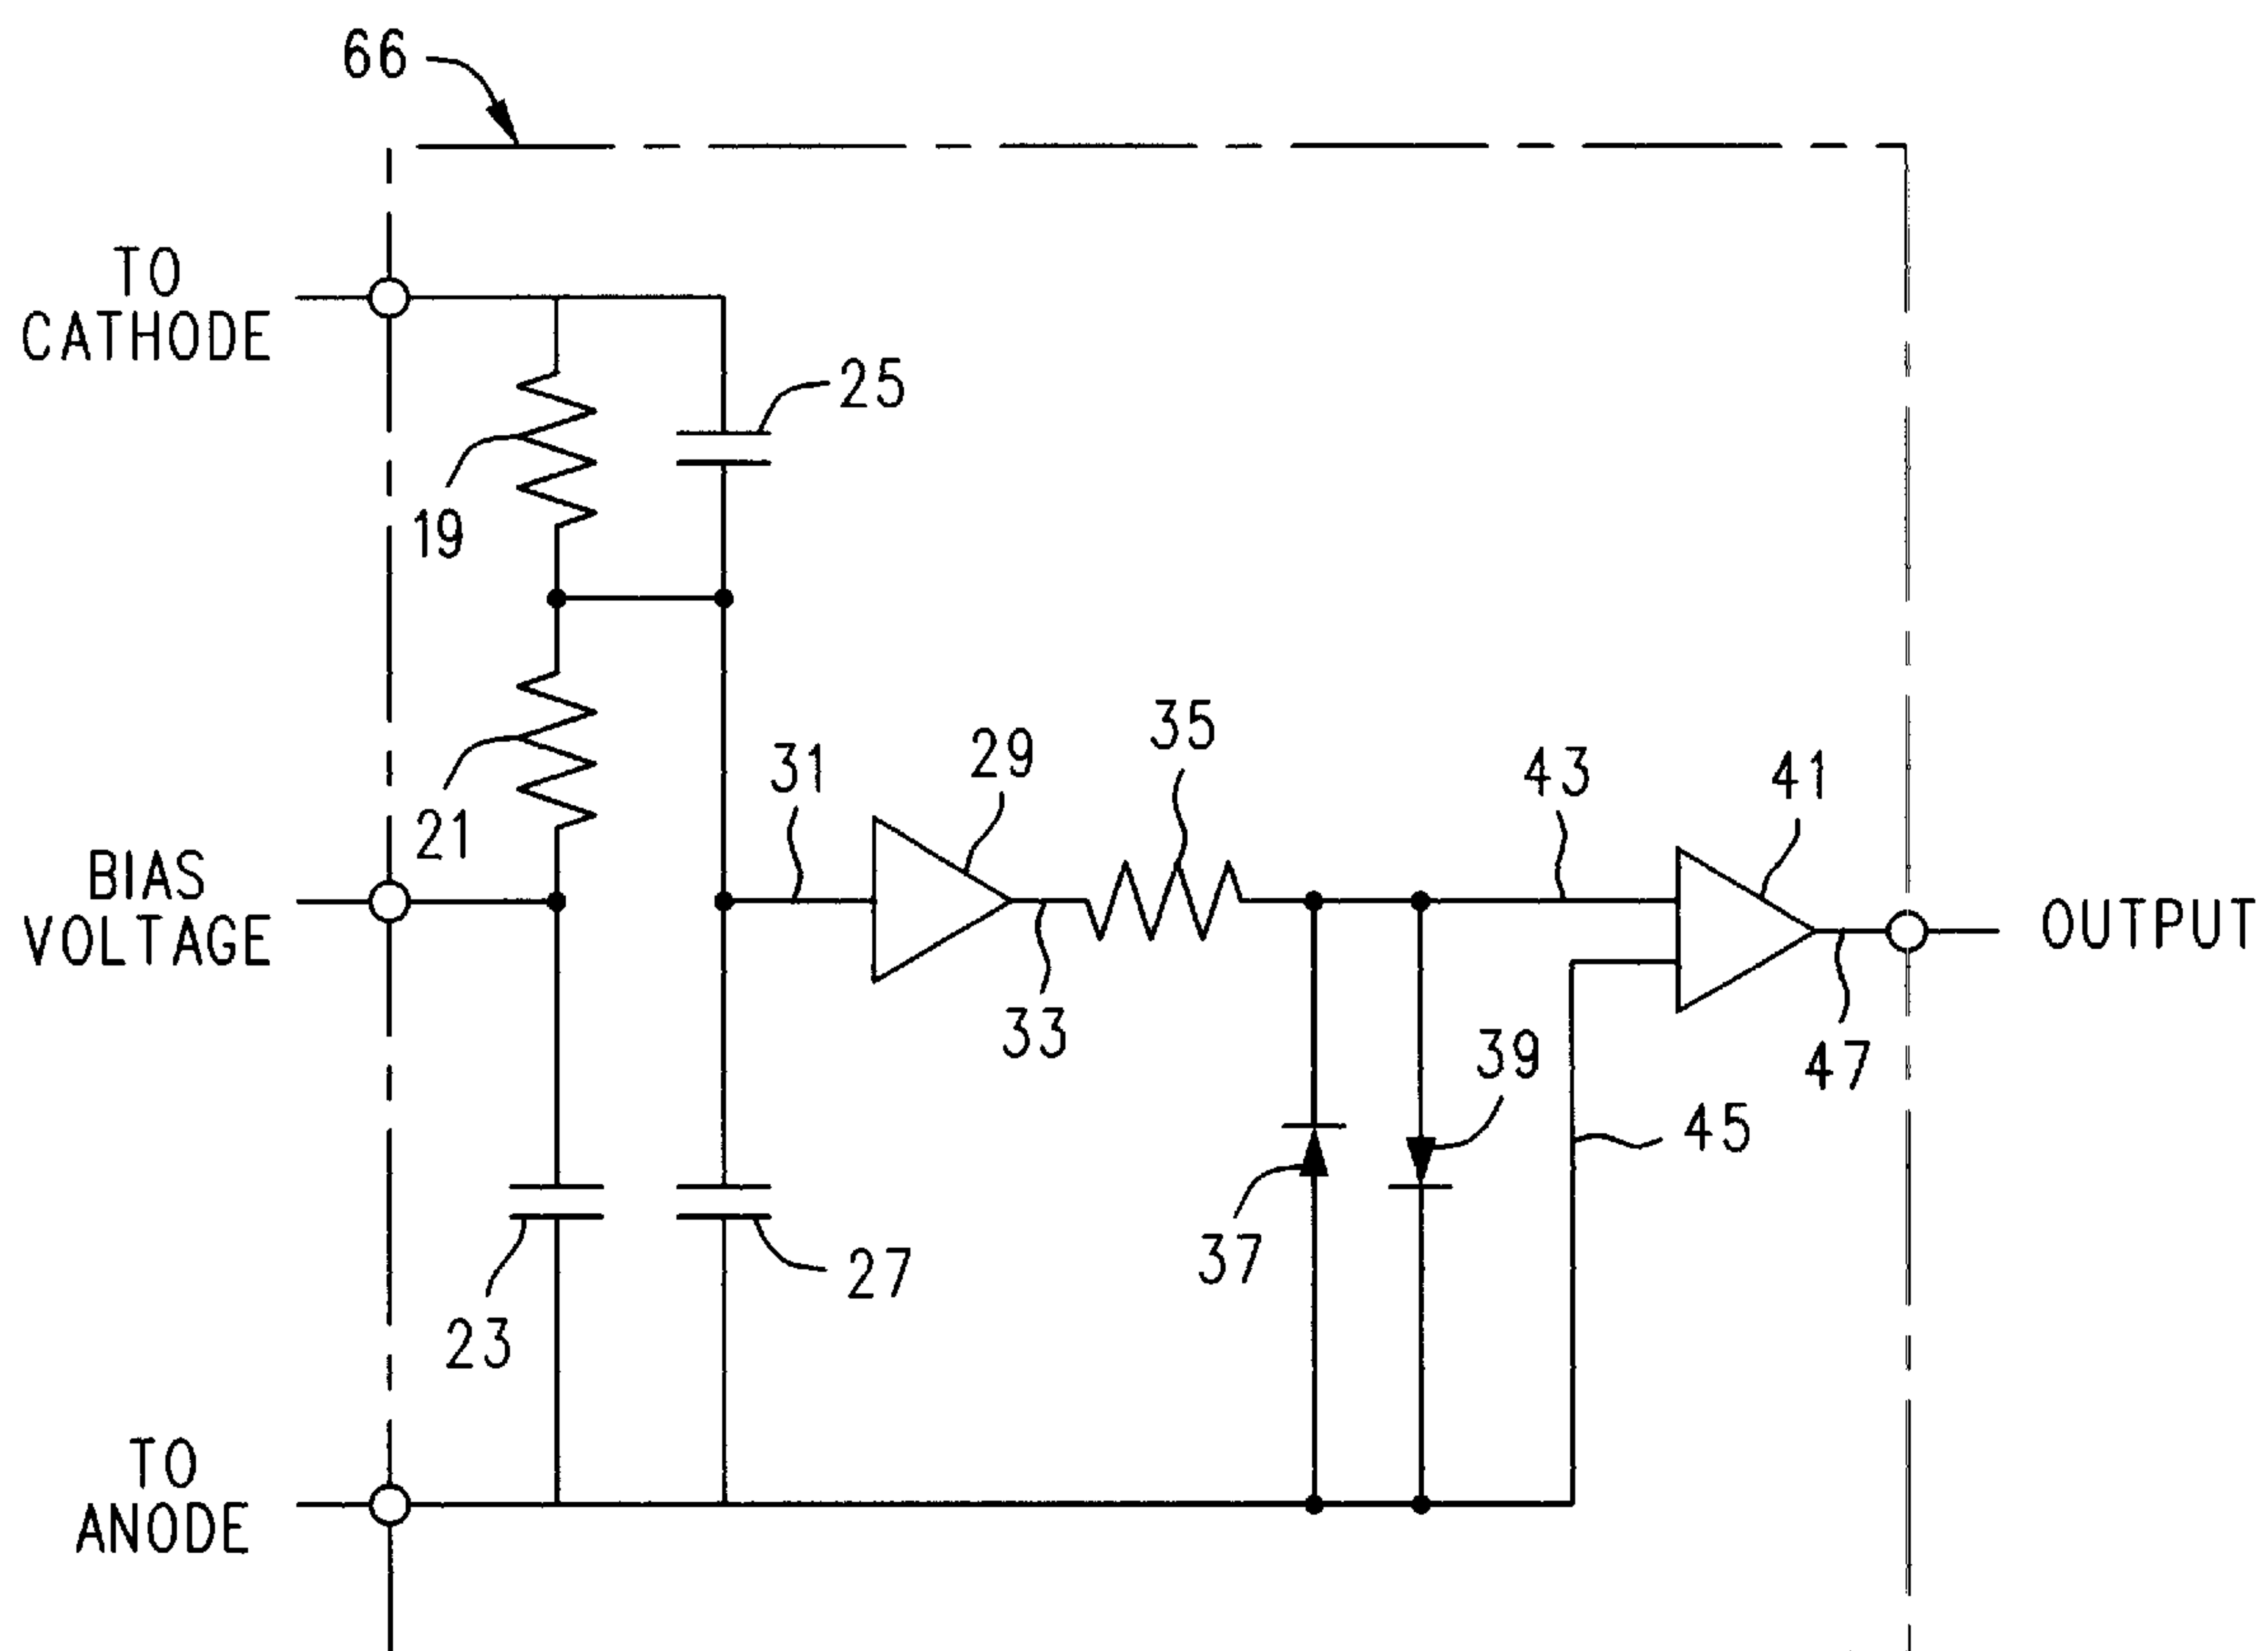 66
TO
CATHODE
25
19
35
31
29
43
41
21
BIAS
VOLTAGE
OUTPUT
33
39
47
45
37
27
23
TO
ANODE